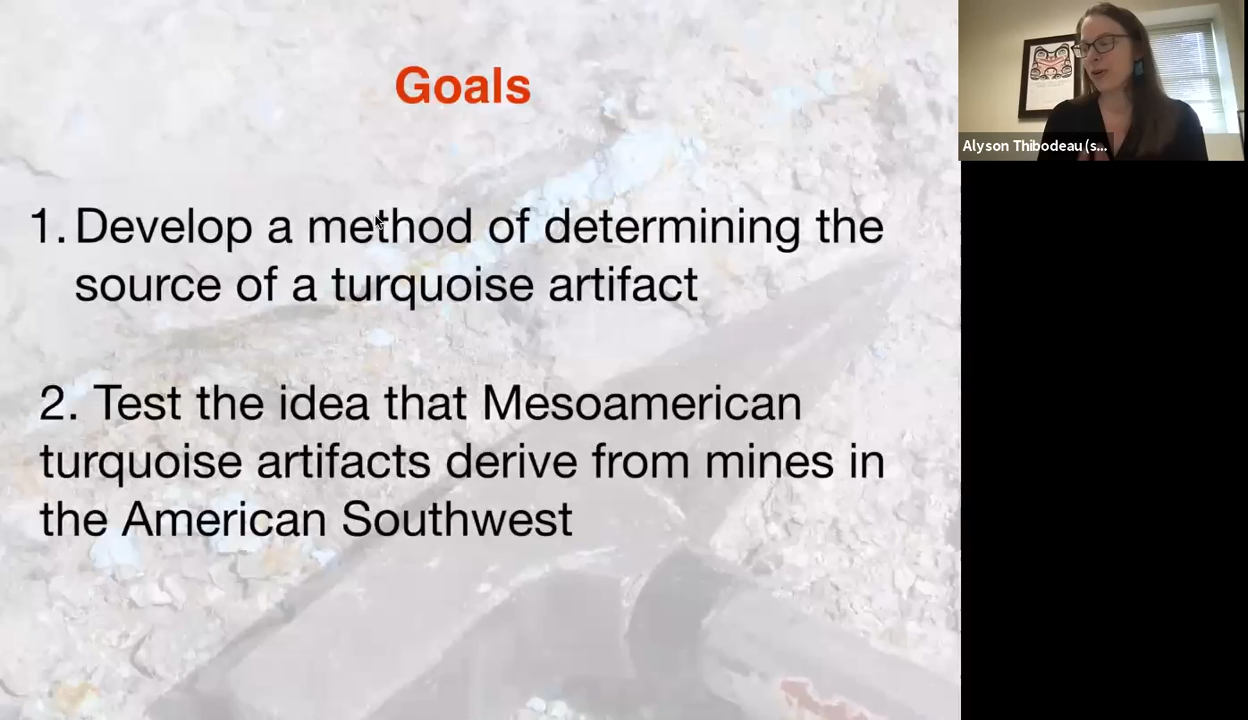 Goals
1. Develop a method of determining the
source of a turquoise artifact
2. Test the idea that Mesoamerican
turquoise artifacts derive from mines in
the American Southwest
Alyson Thibodeau (s...